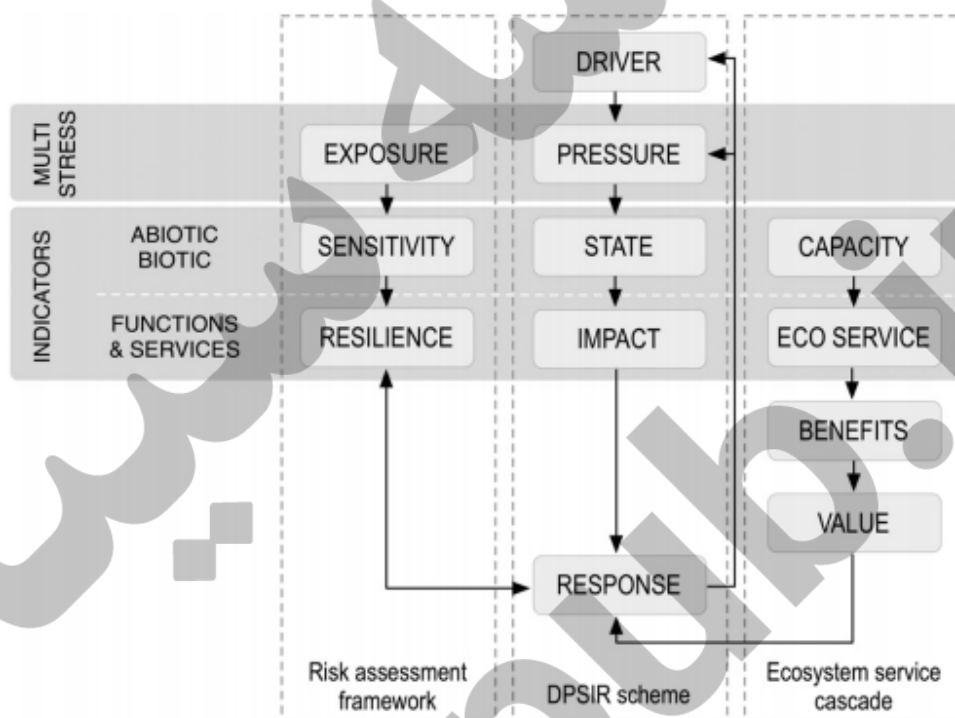 DRIVER
MULTI
STRESS
EXPOSURE
PRESSURE
INDICATORS
ABIOTIC
BIOTIC
SENSITIVITY
STATE
CAPACITY
FUNCTIONS
& SERVICES
RESILIENCE
IMPACT
ECO SERVICE
BENEFITS
VALUE
RESPONSE
Risk assessment
framework
DPSIR scheme
Ecosystem service
cascade